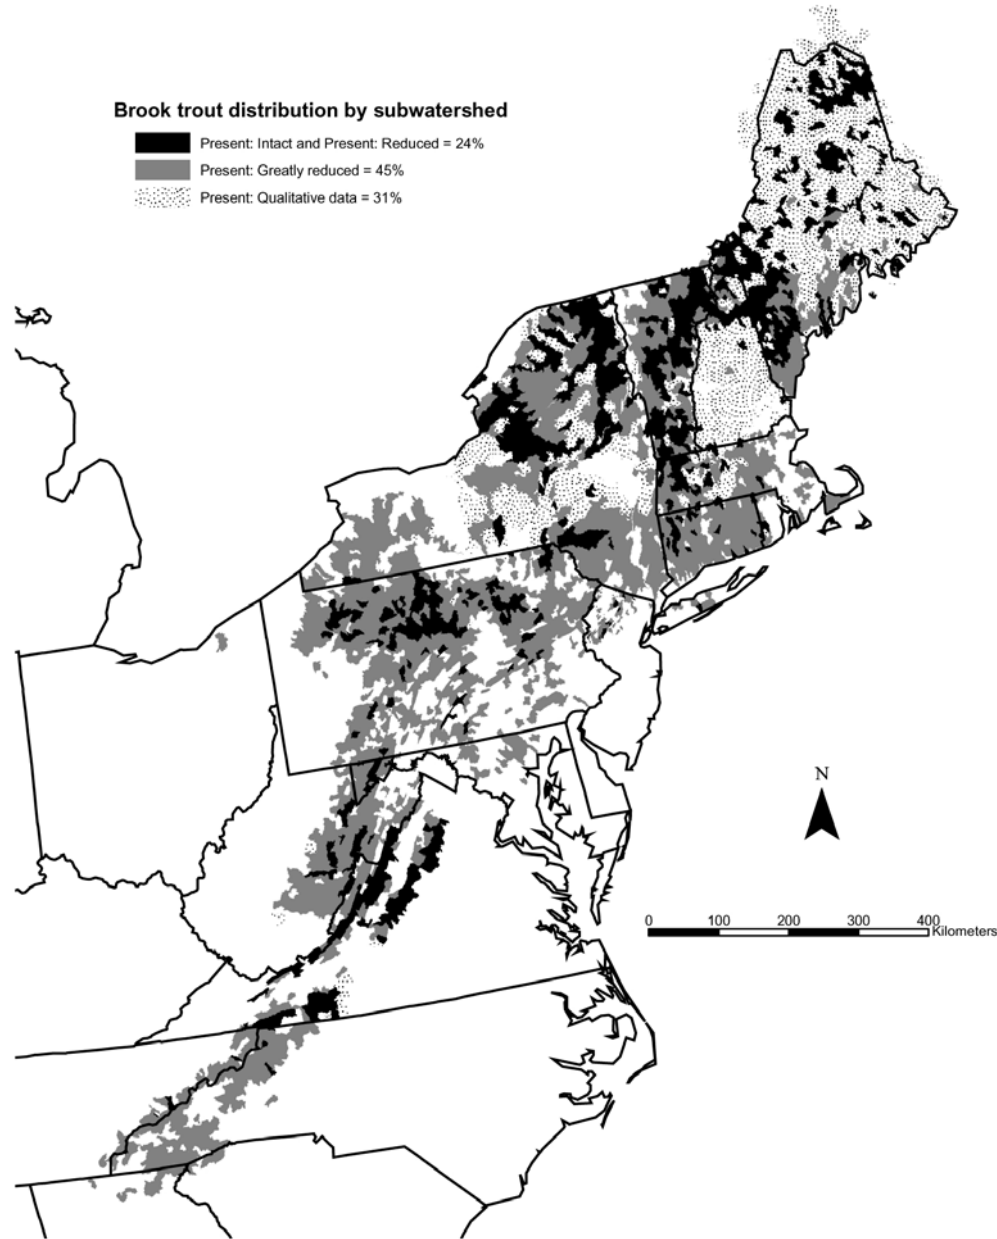 Brook trout distribution by subwatershed
Present: Intact and Present: Reduced = 24%
Present: Greatly reduced = 45%
Present: Qualitative data = 31%
N
0 100 200 300 400
Kilometers